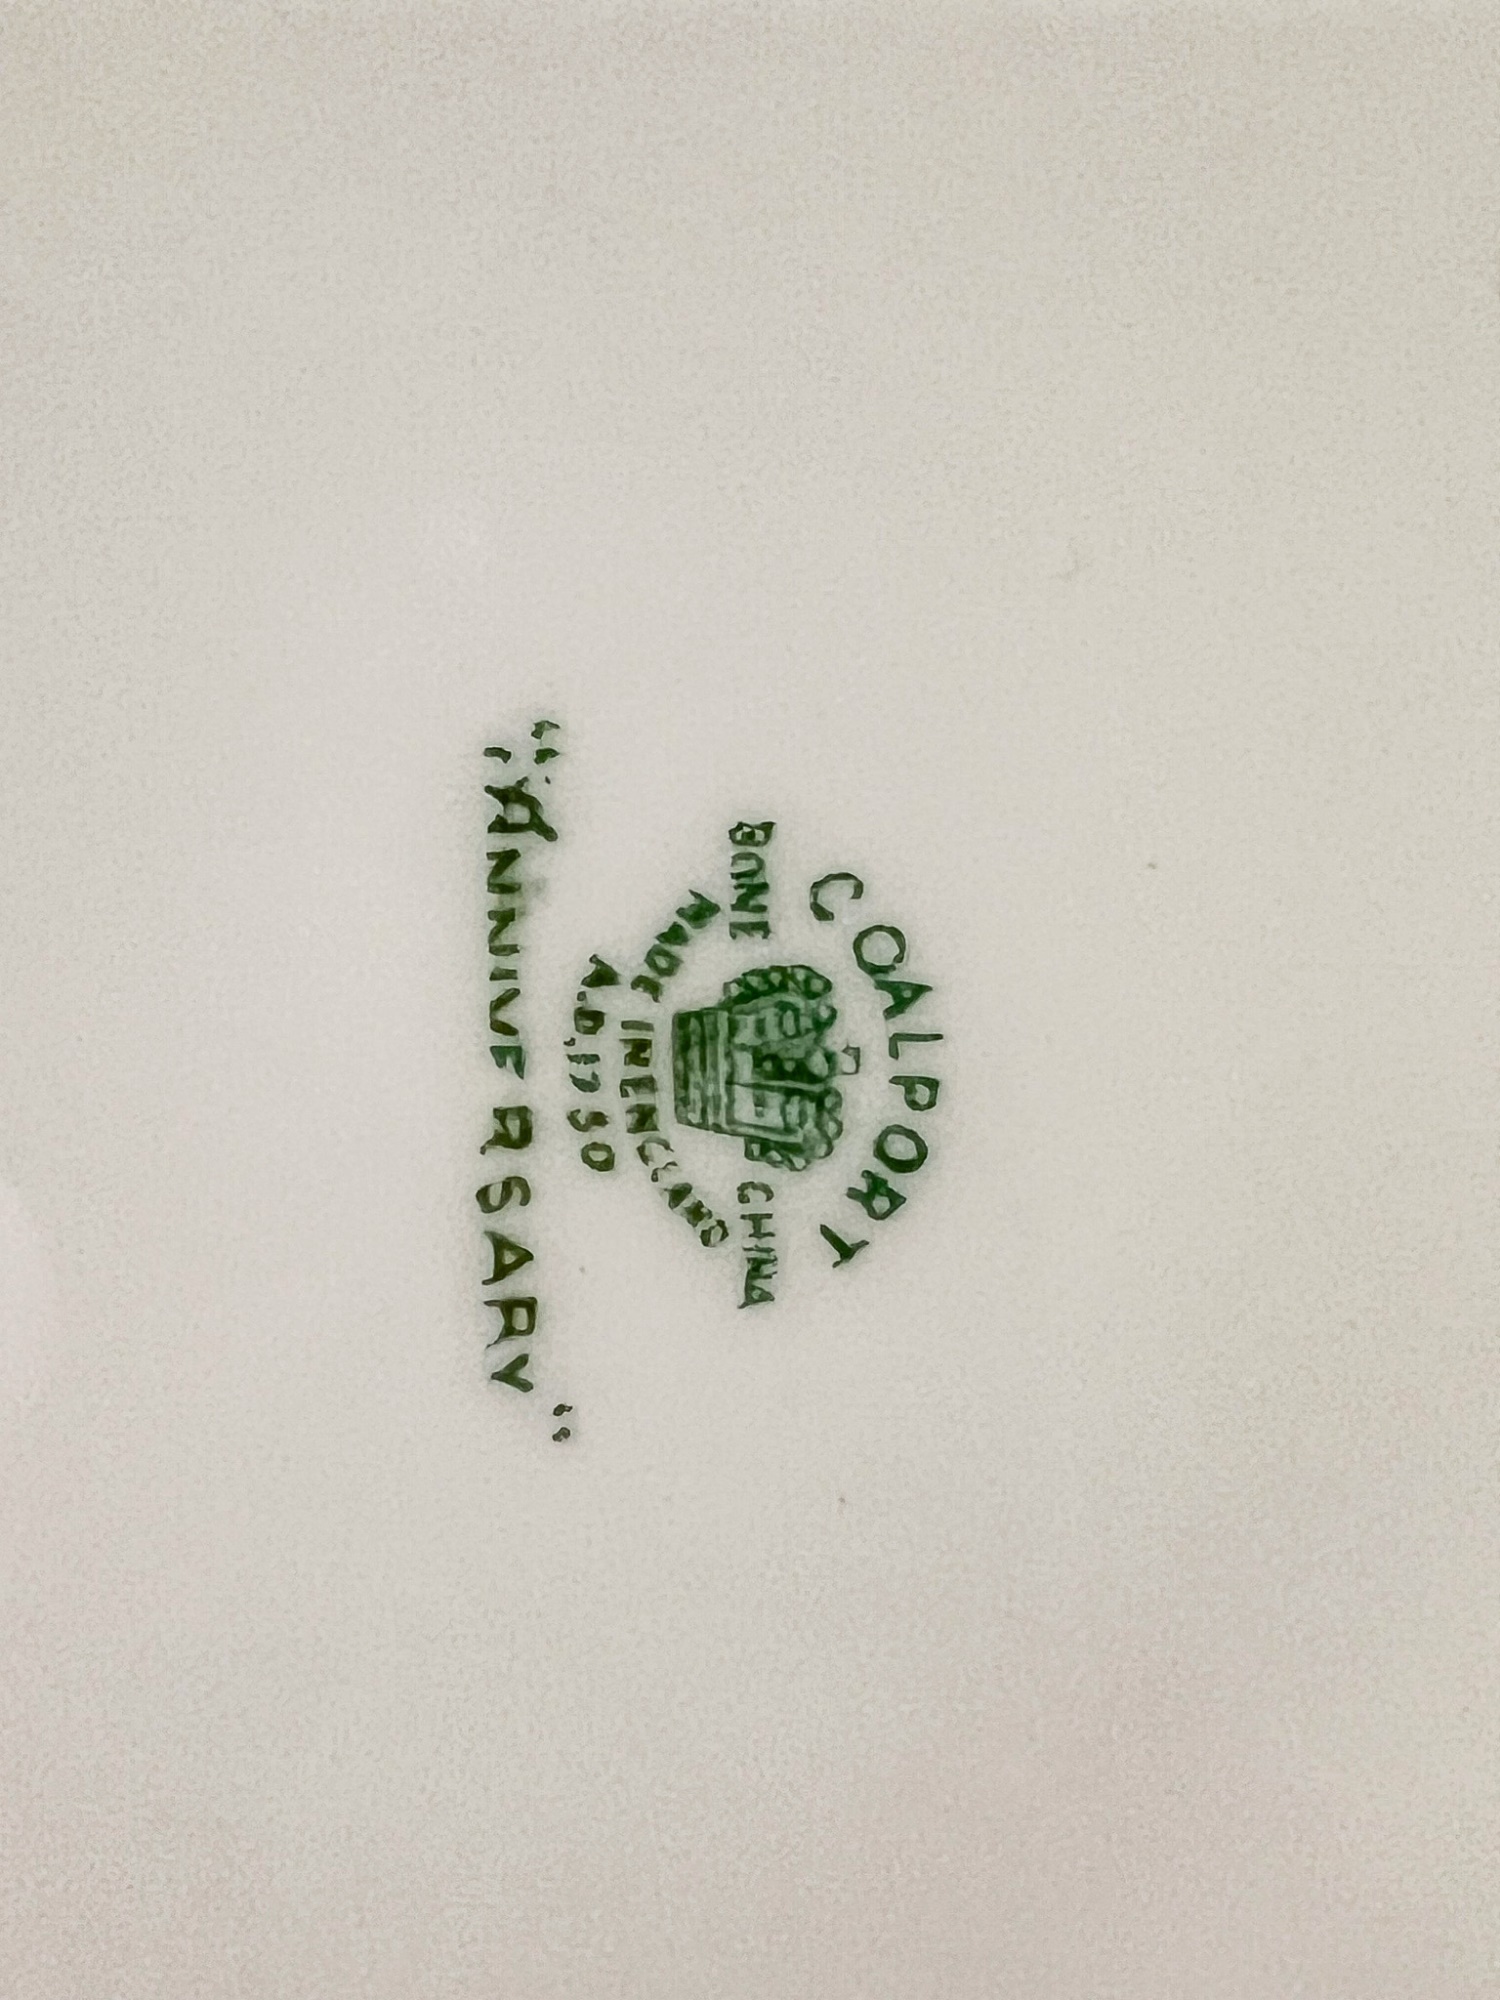 COALPORT
BONE CHINA
MADE IN ENGLAND
A.D. 1750
"ANNIVERSARY"